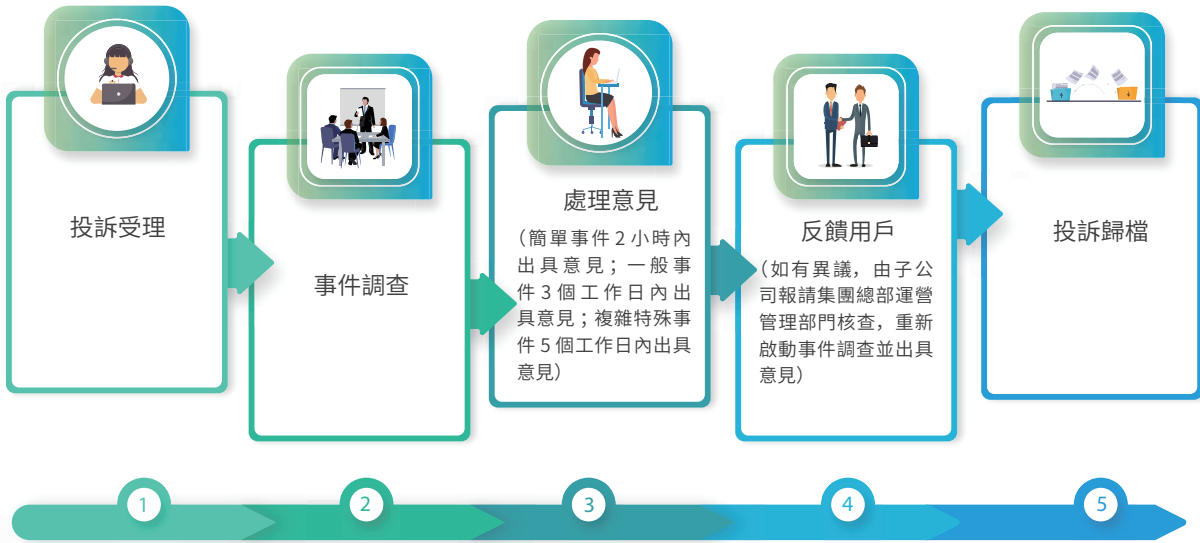 投訴受理
事件調查
處理意見
（簡單事件 2 小時內
出具意見；一般事
件 3 個工作日內出
具意見；複雜特殊事
件 5 個工作日內出具
意見）
反饋用戶
（如有異議，由子公
司報請集團總部運營
管理部門核查，重新
啟動事件調查並出具
意見）
投訴歸檔
1
2
3
4
5